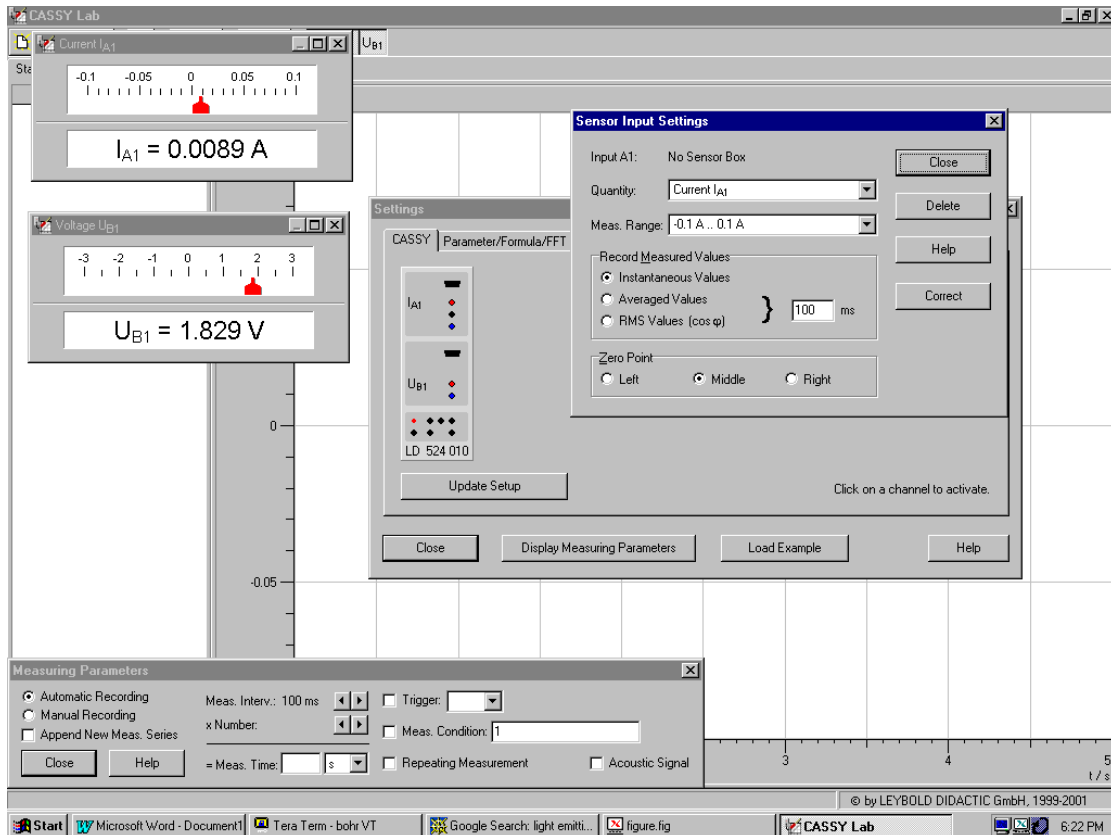 CASSY Lab
Current IA1
UB1
-0.1 -0.05 0 0.05 0.1
IA1 = 0.0089 A
Voltage UB1
-3 -2 -1 0 1 2 3
UB1 = 1.829 V
Settings
CASSY
Parameter/Formula/FFT
IA1
UB1
LD 524 010
Update Setup
Click on a channel to activate.
Close
Display Measuring Parameters
Load Example
Help
Sensor Input Settings
Input A1: No Sensor Box
Quantity: Current IA1
Meas. Range: -0.1 A .. 0.1 A
Record Measured Values
Instantaneous Values
Averaged Values
RMS Values (cos φ)
} 100 ms
Zero Point
Left Middle Right
Close
Delete
Help
Correct
0
-0.05
Measuring Parameters
Automatic Recording
Manual Recording
Append New Meas. Series
Close
Help
Meas. Interv.: 100 ms
x Number:
= Meas. Time: s
Trigger:
Meas. Condition: 1
Repeating Measurement
Acoustic Signal
3 4 5
t / s
© by LEYBOLD DIDACTIC GmbH, 1999-2001
Start
Microsoft Word - Document1
Tera Term - bohr VT
Google Search: light emitti...
figure.fig
CASSY Lab
6:22 PM